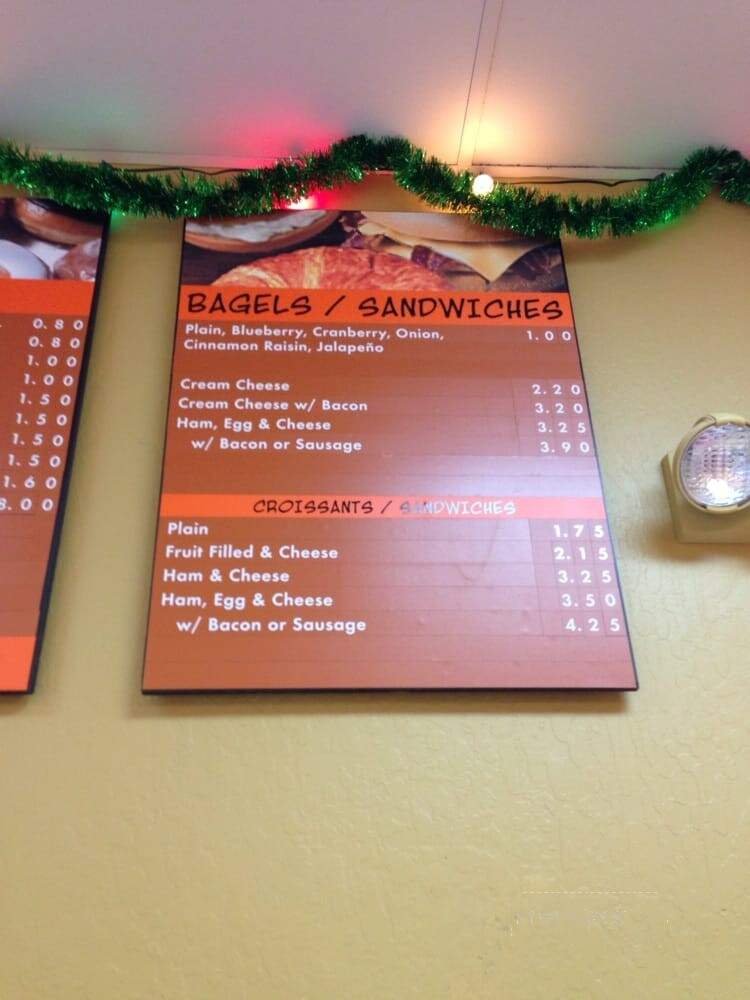 0.80
0.80
1.00
1.00
1.50
1.50
1.50
1.50
1.60
8.00
BAGELS / SANDWICHES
Plain, Blueberry, Cranberry, Onion, 1.00
Cinnamon Raisin, Jalapeño
Cream Cheese 2.20
Cream Cheese w/ Bacon 3.20
Ham, Egg & Cheese 3.25
w/ Bacon or Sausage 3.90
CROISSANTS / SANDWICHES
Plain 1.75
Fruit Filled & Cheese 2.15
Ham & Cheese 3.25
Ham, Egg & Cheese 3.50
w/ Bacon or Sausage 4.25